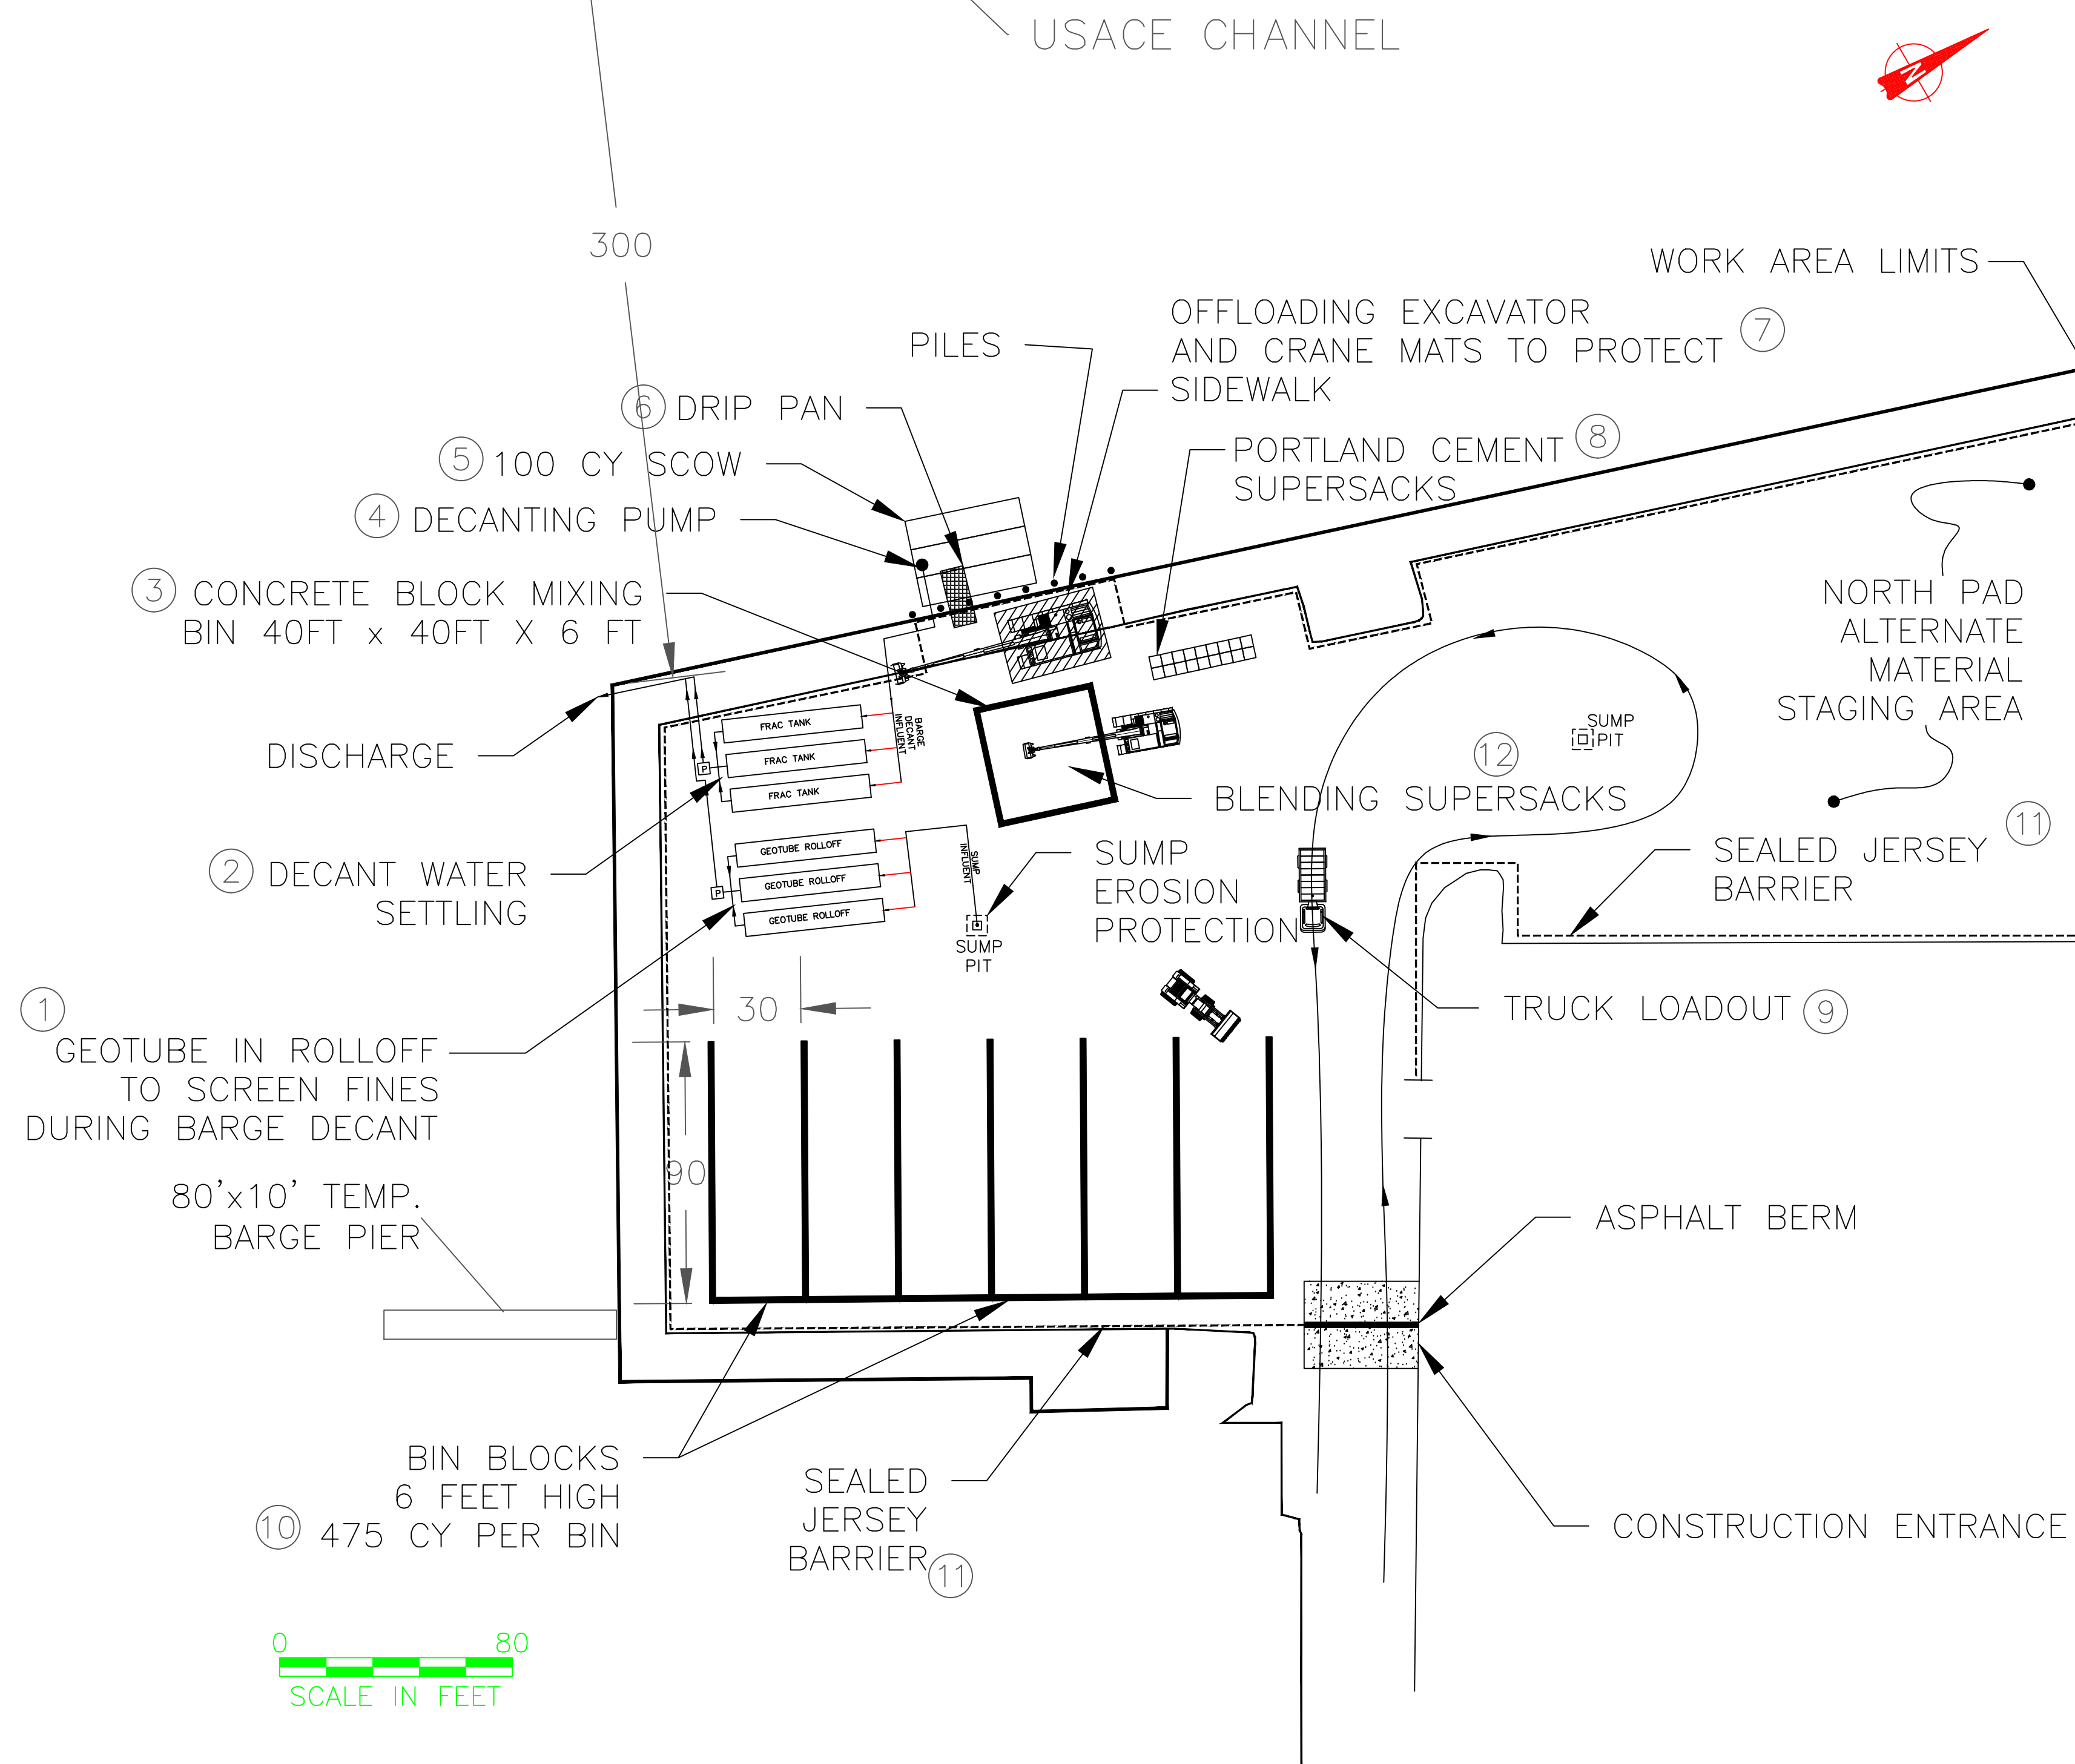 USACE CHANNEL
N
300
WORK AREA LIMITS
OFFLOADING EXCAVATOR
AND CRANE MATS TO PROTECT
SIDEWALK
7
PILES
6 DRIP PAN
5 100 CY SCOW
4 DECANTING PUMP
3 CONCRETE BLOCK MIXING
BIN 40FT x 40FT X 6 FT
PORTLAND CEMENT
SUPERSACKS
8
NORTH PAD
ALTERNATE
MATERIAL
STAGING AREA
DISCHARGE
FRAC TANK
FRAC TANK
FRAC TANK
P
BARGE
DECANT
INFLUENT
SUMP
PIT
12
BLENDING SUPERSACKS
2 DECANT WATER
SETTLING
GEOTUBE ROLLOFF
GEOTUBE ROLLOFF
GEOTUBE ROLLOFF
P
SUMP
INFLUENT
SUMP
PIT
SUMP
EROSION
PROTECTION
SEALED JERSEY
BARRIER
11
1
GEOTUBE IN ROLLOFF
TO SCREEN FINES
DURING BARGE DECANT
30
90
TRUCK LOADOUT 9
80'x10' TEMP.
BARGE PIER
ASPHALT BERM
BIN BLOCKS
6 FEET HIGH
10 475 CY PER BIN
SEALED
JERSEY
BARRIER
11
CONSTRUCTION ENTRANCE
0 80
SCALE IN FEET